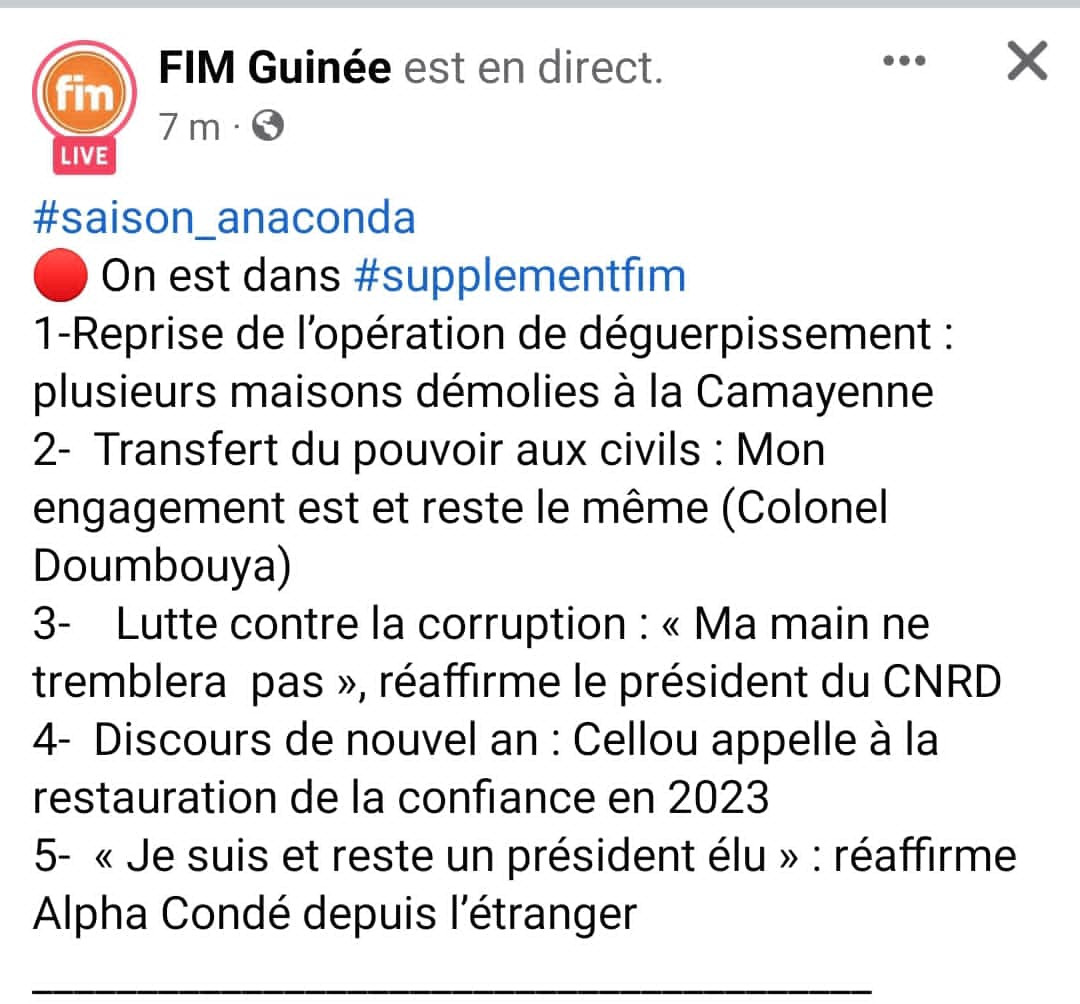 fim
LIVE
FIM Guinée est en direct.
7 m ·
#saison_anaconda
🔴 On est dans #supplementfim
1-Reprise de l’opération de déguerpissement :
plusieurs maisons démolies à la Camayenne
2-  Transfert du pouvoir aux civils : Mon
engagement est et reste le même (Colonel
Doumbouya)
3-    Lutte contre la corruption : « Ma main ne
tremblera  pas », réaffirme le président du CNRD
4-  Discours de nouvel an : Cellou appelle à la
restauration de la confiance en 2023
5-  « Je suis et reste un président élu » : réaffirme
Alpha Condé depuis l’étranger